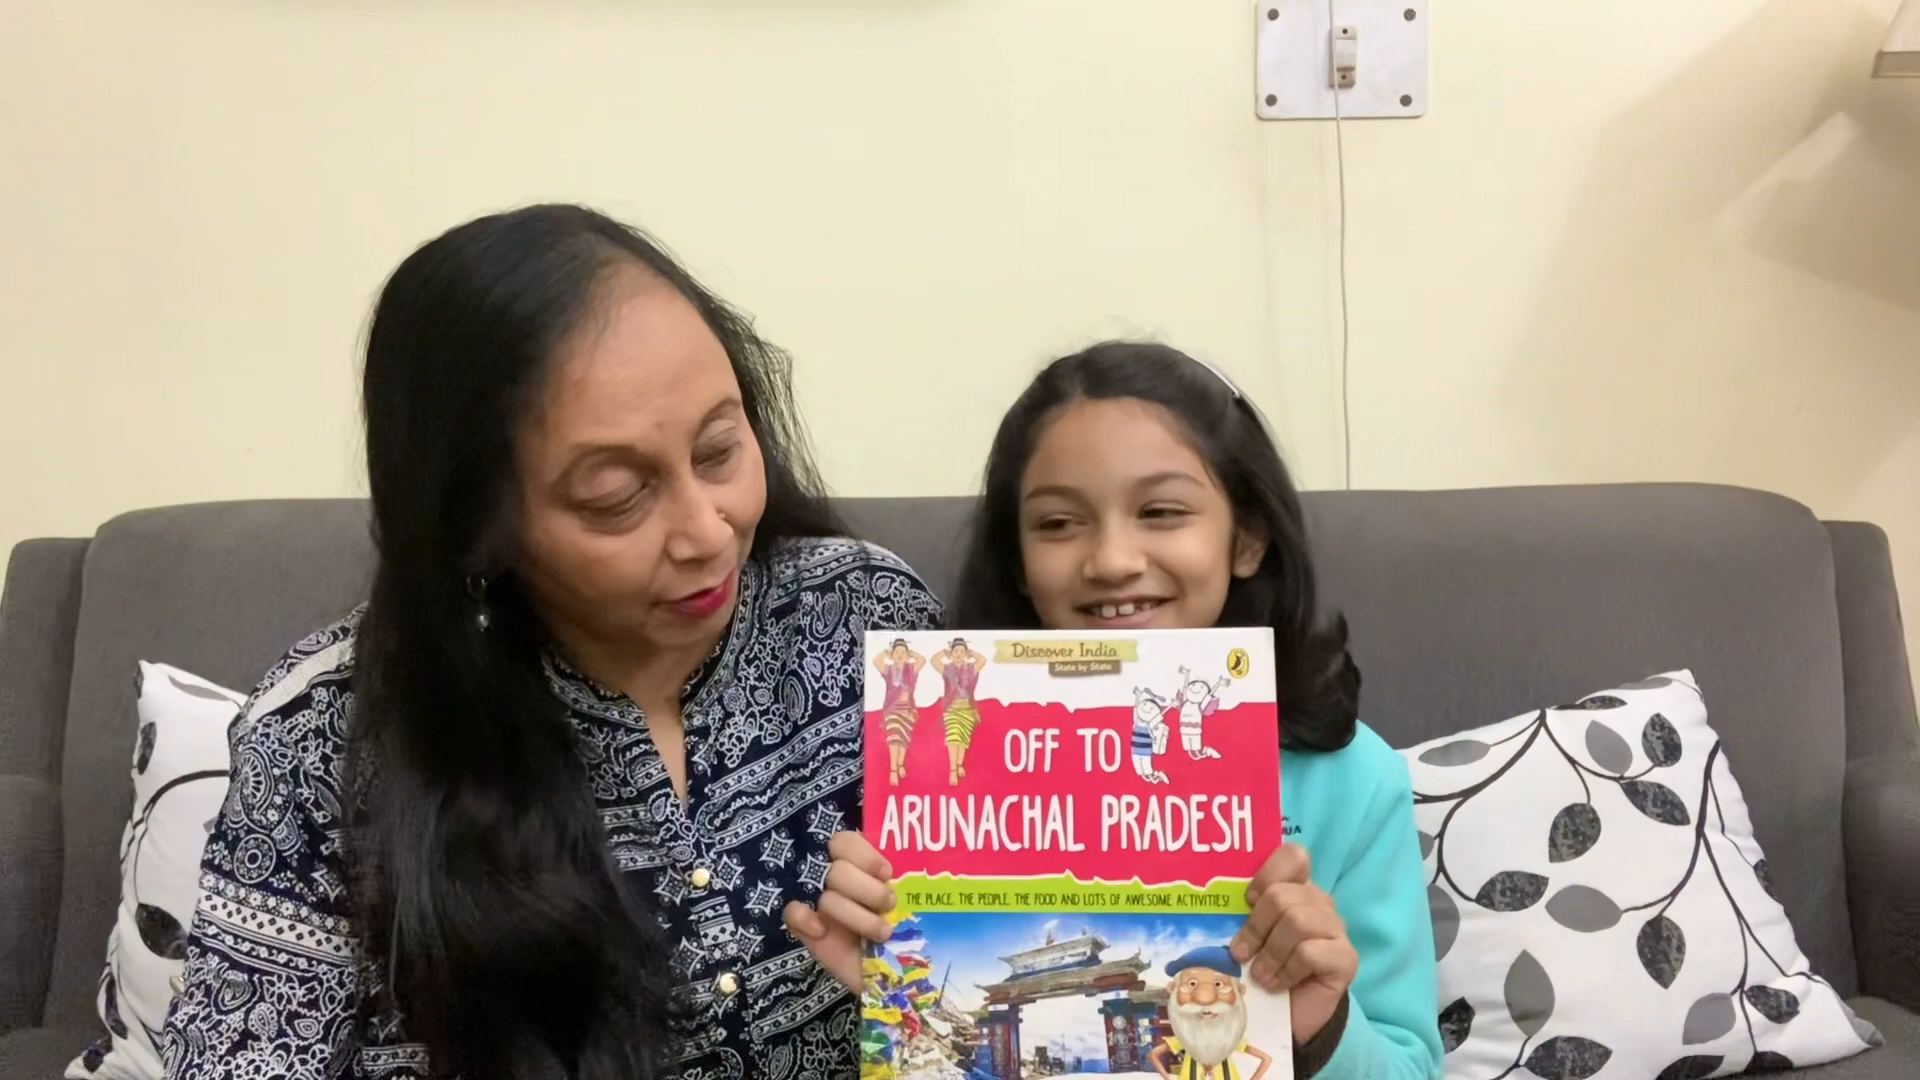 Discover India
State by State
OFF TO
ARUNACHAL PRADESH
THE PLACE, THE PEOPLE, THE FOOD AND LOTS OF AWESOME ACTIVITIES!